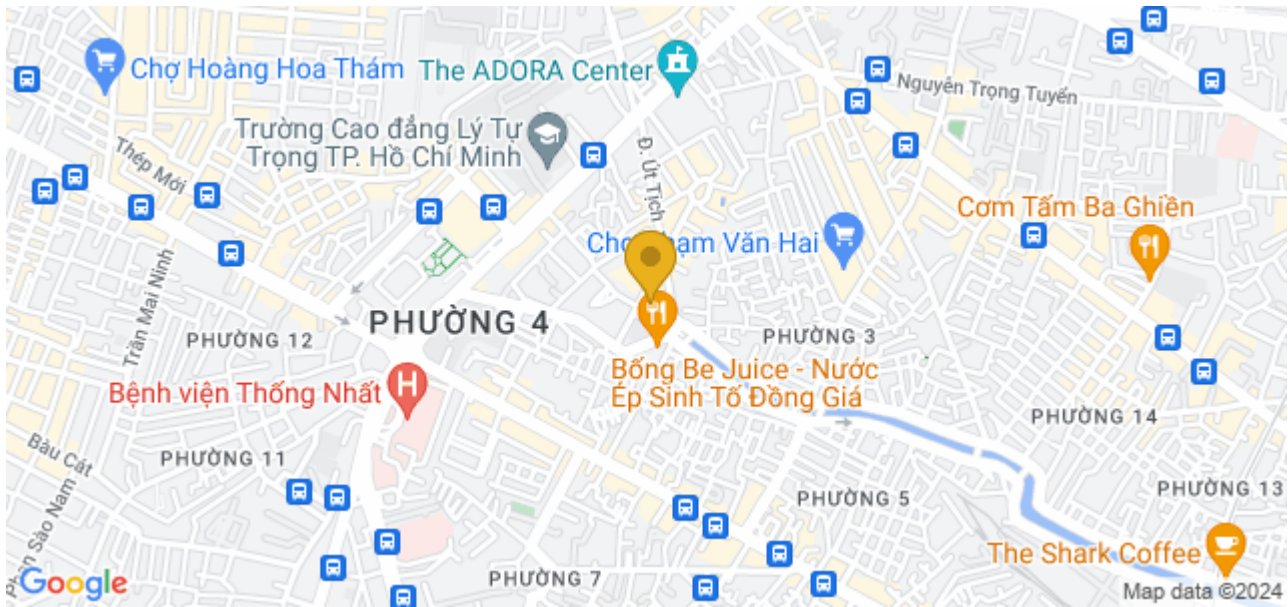 Chợ Hoàng Hoa Thám
The ADORA Center
Nguyễn Trọng Tuyển
Trường Cao đẳng Lý Tự
Trọng TP. Hồ Chí Minh
Thép Mới
Đ. Út Tịch
Cơm Tấm Ba Ghiền
Văn Hai
Trần Mai Ninh
PHƯỜNG 4
PHƯỜNG 12
PHƯỜNG 3
Bống Be Juice - Nước
Ép Sinh Tố Đồng Giá
Bệnh viện Thống Nhất
PHƯỜNG 14
Bàu Cát
PHƯỜNG 11
PHƯỜNG 5
PHƯỜNG 13
Sào Nam
The Shark Coffee
PHƯỜNG 7
Google
Map data ©2024